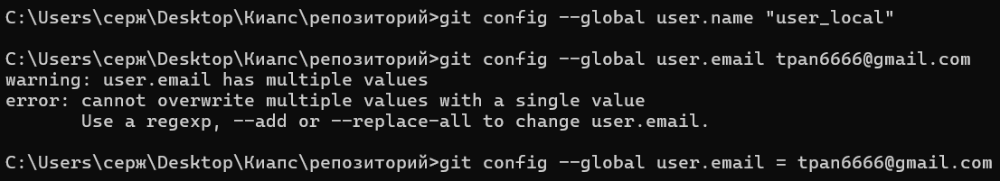 C:\Users\серж\Desktop\Киапс\репозиторий>git config --global user.name "user_local"
C:\Users\серж\Desktop\Киапс\репозиторий>git config --global user.email tpan6666@gmail.com
warning: user.email has multiple values
error: cannot overwrite multiple values with a single value
       Use a regexp, --add or --replace-all to change user.email.
C:\Users\серж\Desktop\Киапс\репозиторий>git config --global user.email = tpan6666@gmail.com